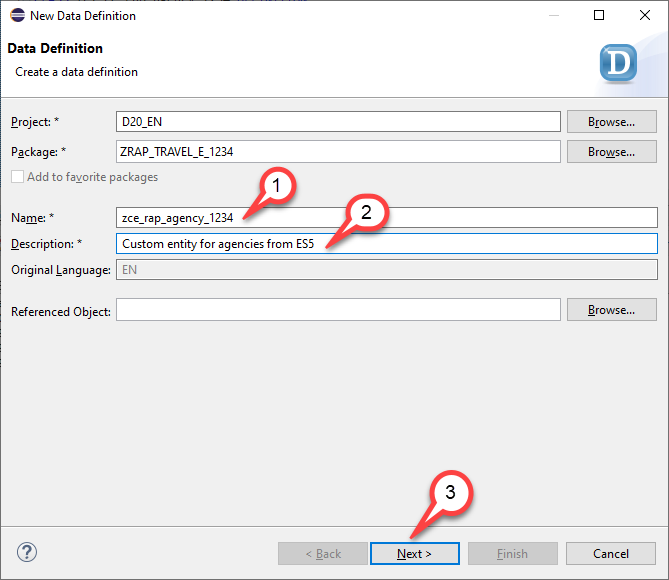 New Data Definition
Data Definition
Create a data definition
D
Project: * D20_EN Browse...
Package: * ZRAP_TRAVEL_E_1234 Browse...
Add to favorite packages
1
Name: * zce_rap_agency_1234
2
Description: * Custom entity for agencies from ES5
Original Language: EN
Referenced Object: Browse...
3
? < Back Next > Finish Cancel